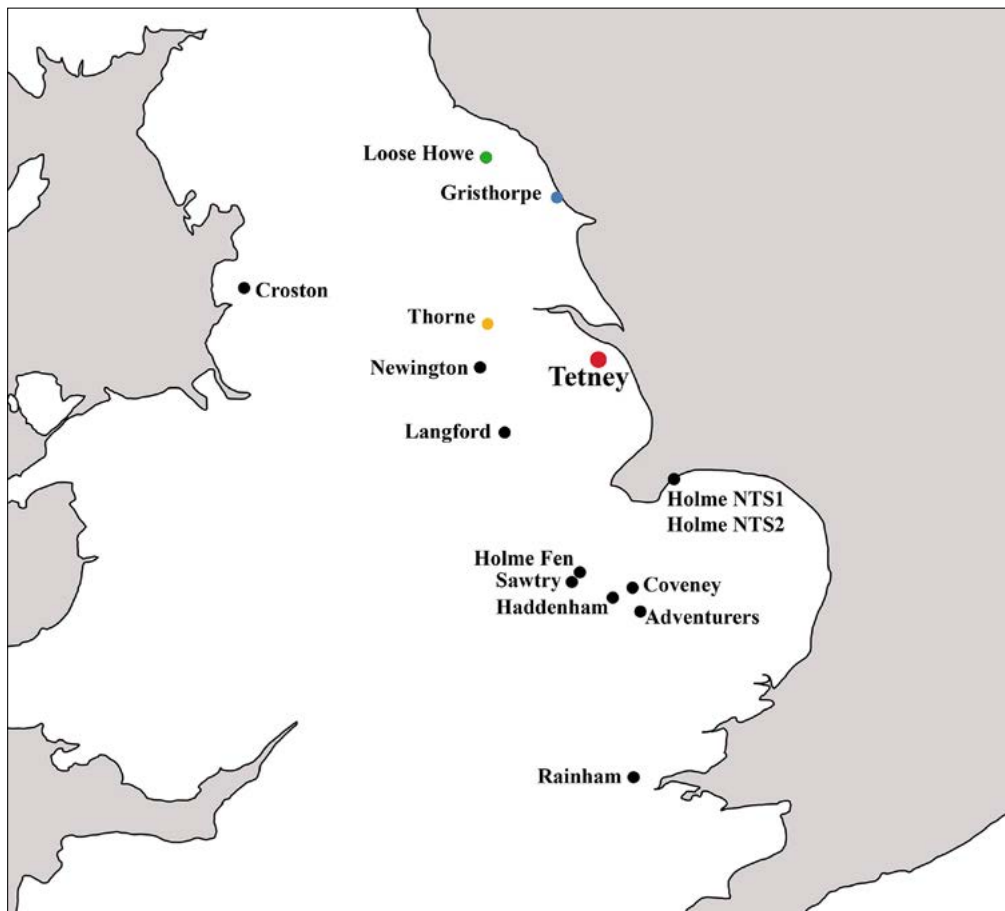 Loose Howe
Gristhorpe
Croston
Thorne
Newington
Tetney
Langford
Holme NTS1
Holme NTS2
Holme Fen
Sawtry
Coveney
Haddenham
Adventurers
Rainham